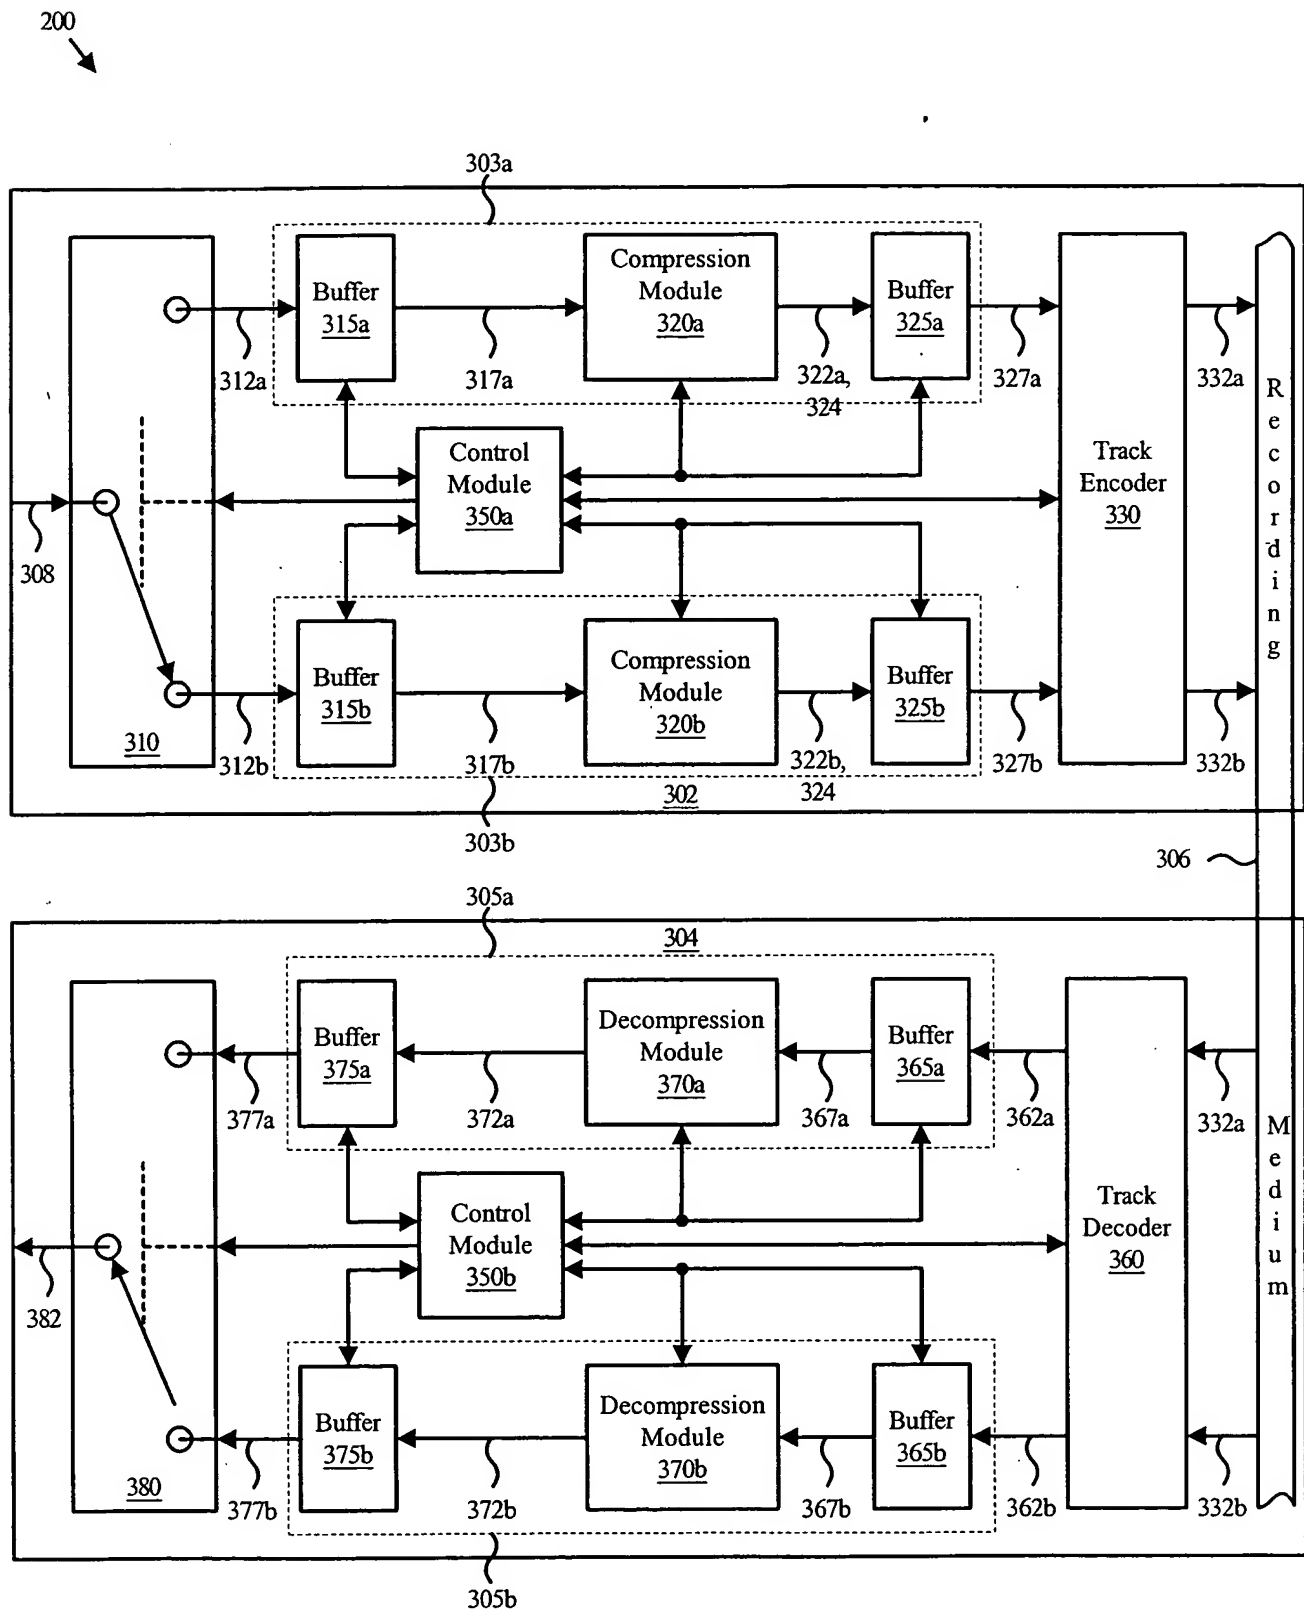 200
303a
Buffer
315a
Compression
Module
320a
Buffer
325a
312a
317a
322a,
324
327a
332a
Control
Module
350a
Track
Encoder
330
308
Buffer
315b
Compression
Module
320b
Buffer
325b
310
312b
317b
322b,
324
327b
332b
302
303b
Recording
306
305a
304
Buffer
375a
Decompression
Module
370a
Buffer
365a
377a
372a
367a
362a
332a
Control
Module
350b
Track
Decoder
360
382
Buffer
375b
Decompression
Module
370b
Buffer
365b
380
377b
372b
367b
362b
332b
Medium
305b